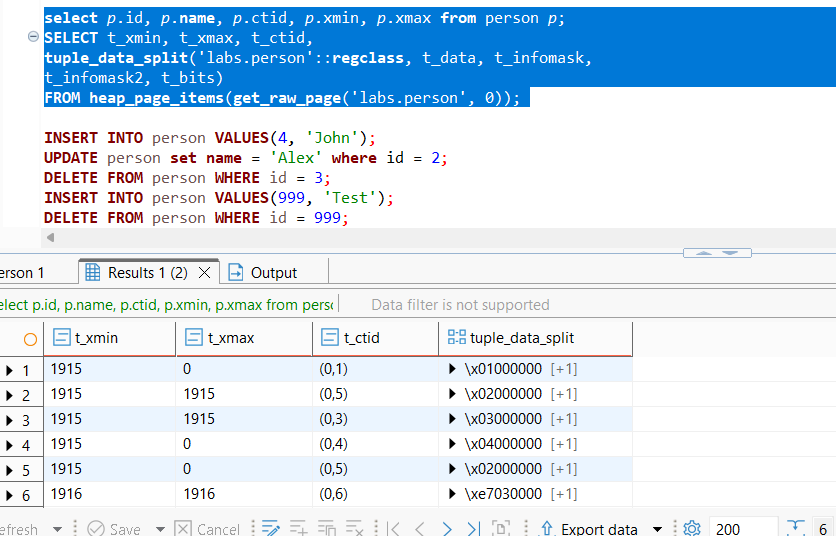 select p.id, p.name, p.ctid, p.xmin, p.xmax from person p;
SELECT t_xmin, t_xmax, t_ctid,
tuple_data_split('labs.person'::regclass, t_data, t_infomask,
t_infomask2, t_bits)
FROM heap_page_items(get_raw_page('labs.person', 0));
INSERT INTO person VALUES(4, 'John');
UPDATE person set name = 'Alex' where id = 2;
DELETE FROM person WHERE id = 3;
INSERT INTO person VALUES(999, 'Test');
DELETE FROM person WHERE id = 999;
erson 1 Results 1 (2) Output
elect p.id, p.name, p.ctid, p.xmin, p.xmax from perso Data filter is not supported
t_xmin t_xmax t_ctid tuple_data_split
1 1915 0 (0,1) \x01000000 [+1]
2 1915 1915 (0,5) \x02000000 [+1]
3 1915 1915 (0,3) \x03000000 [+1]
4 1915 0 (0,4) \x04000000 [+1]
5 1915 0 (0,5) \x02000000 [+1]
6 1916 1916 (0,6) \xe7030000 [+1]
efresh Save Cancel Export data 200 6